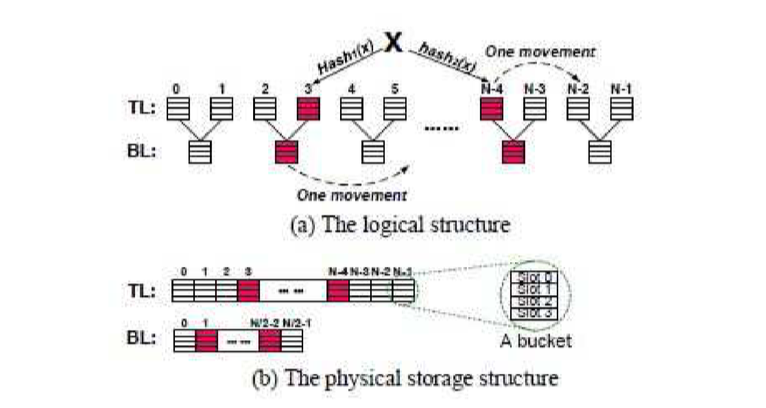 X
Hash1(x) hash2(x) One movement
0 1 2 3 4 5 N-4 N-3 N-2 N-1
TL:
......
BL:
One movement
(a) The logical structure
0 1 2 3 N-4 N-3 N-2 N-1
TL: ... ...
Slot 0
Slot 1
Slot 2
Slot 3
0 1 N/2-2 N/2-1
BL: ... ...
A bucket
(b) The physical storage structure